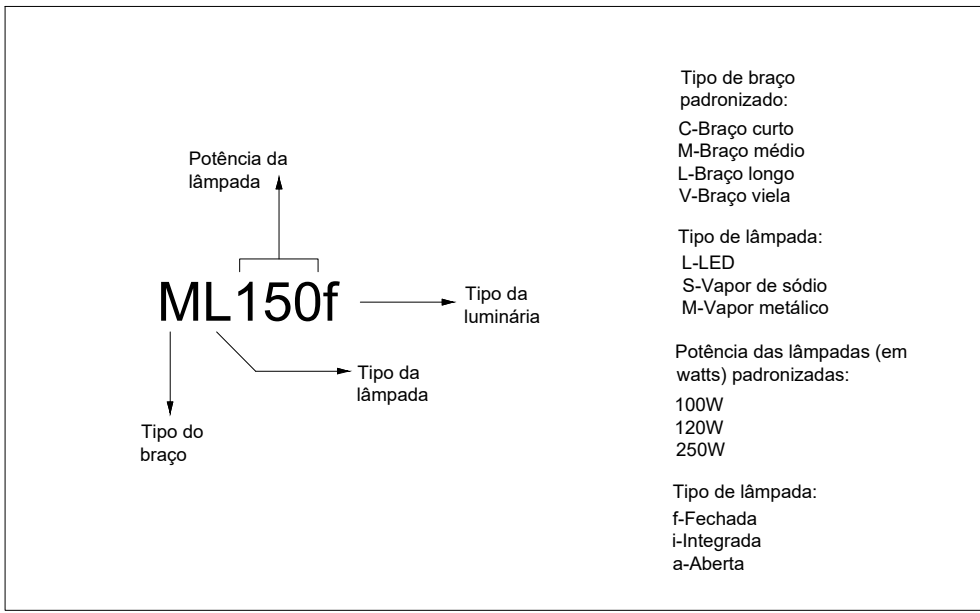 Potência da
lâmpada
ML150f
Tipo da
luminária
Tipo da
lâmpada
Tipo do
braço
Tipo de braço
padronizado:
C-Braço curto
M-Braço médio
L-Braço longo
V-Braço viela
Tipo de lâmpada:
L-LED
S-Vapor de sódio
M-Vapor metálico
Potência das lâmpadas (em
watts) padronizadas:
100W
120W
250W
Tipo de lâmpada:
f-Fechada
i-Integrada
a-Aberta